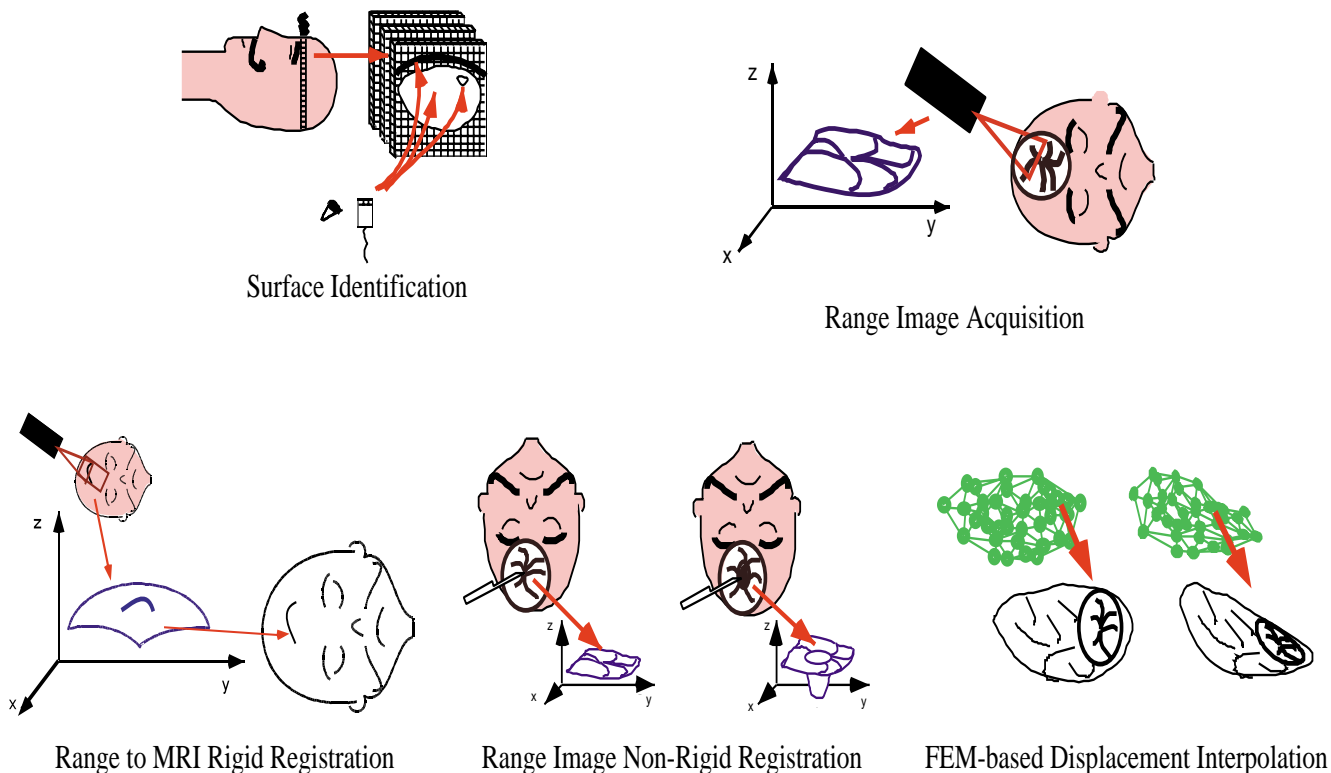 Surface Identification
z
y
x
Range Image Acquisition
z
y
x
Range to MRI Rigid Registration
z
y
x
z
y
x
Range Image Non-Rigid Registration
FEM-based Displacement Interpolation